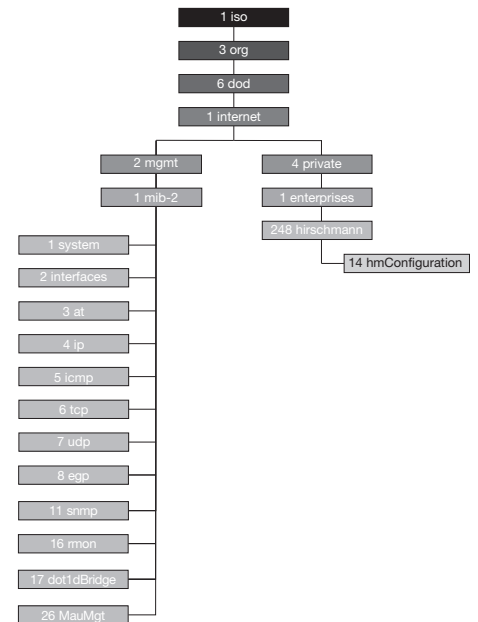 1 iso
3 org
6 dod
1 internet
2 mgmt
4 private
1 mib-2
1 enterprises
248 hirschmann
14 hmConfiguration
1 system
2 interfaces
3 at
4 ip
5 icmp
6 tcp
7 udp
8 egp
11 snmp
16 rmon
17 dot1dBridge
26 MauMgt